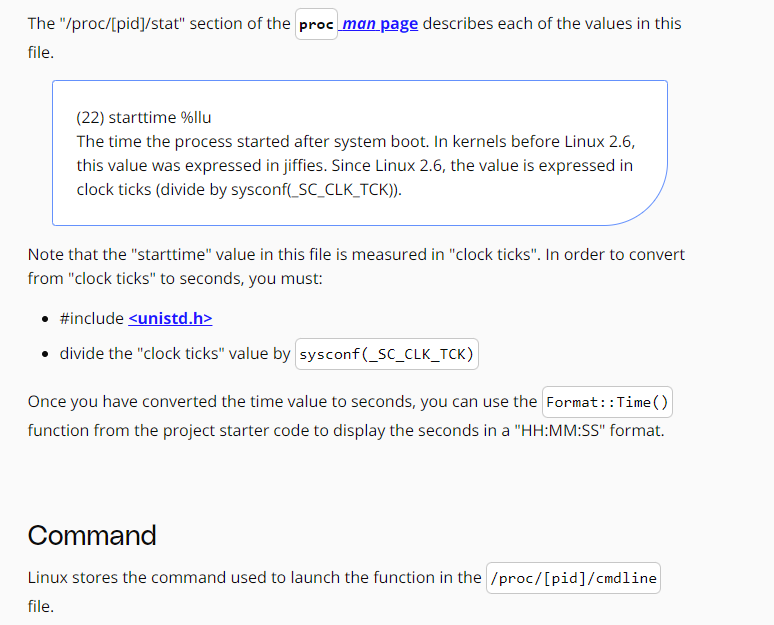 The "/proc/[pid]/stat" section of the proc man page describes each of the values in this
file.
(22) starttime %llu
The time the process started after system boot. In kernels before Linux 2.6,
this value was expressed in jiffies. Since Linux 2.6, the value is expressed in
clock ticks (divide by sysconf(_SC_CLK_TCK)).
Note that the "starttime" value in this file is measured in "clock ticks". In order to convert
from "clock ticks" to seconds, you must:
• #include <unistd.h>
• divide the "clock ticks" value by sysconf(_SC_CLK_TCK)
Once you have converted the time value to seconds, you can use the Format::Time()
function from the project starter code to display the seconds in a "HH:MM:SS" format.
Command
Linux stores the command used to launch the function in the /proc/[pid]/cmdline
file.